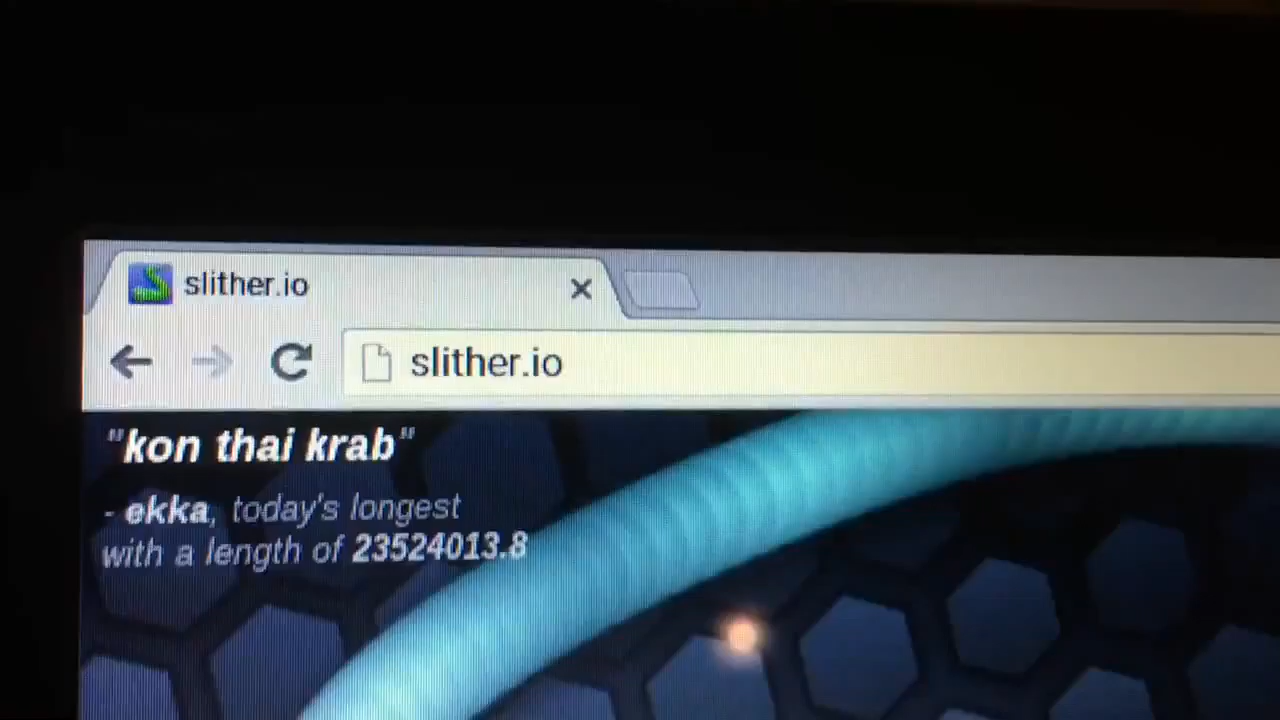 slither.io
slither.io
"kon thai krab"
- ekka, today's longest
with a length of 23524013.8